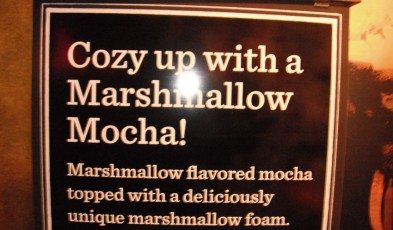 Cozy up with a
Marshmallow
Mocha!
Marshmallow flavored mocha
topped with a deliciously
unique marshmallow foam.